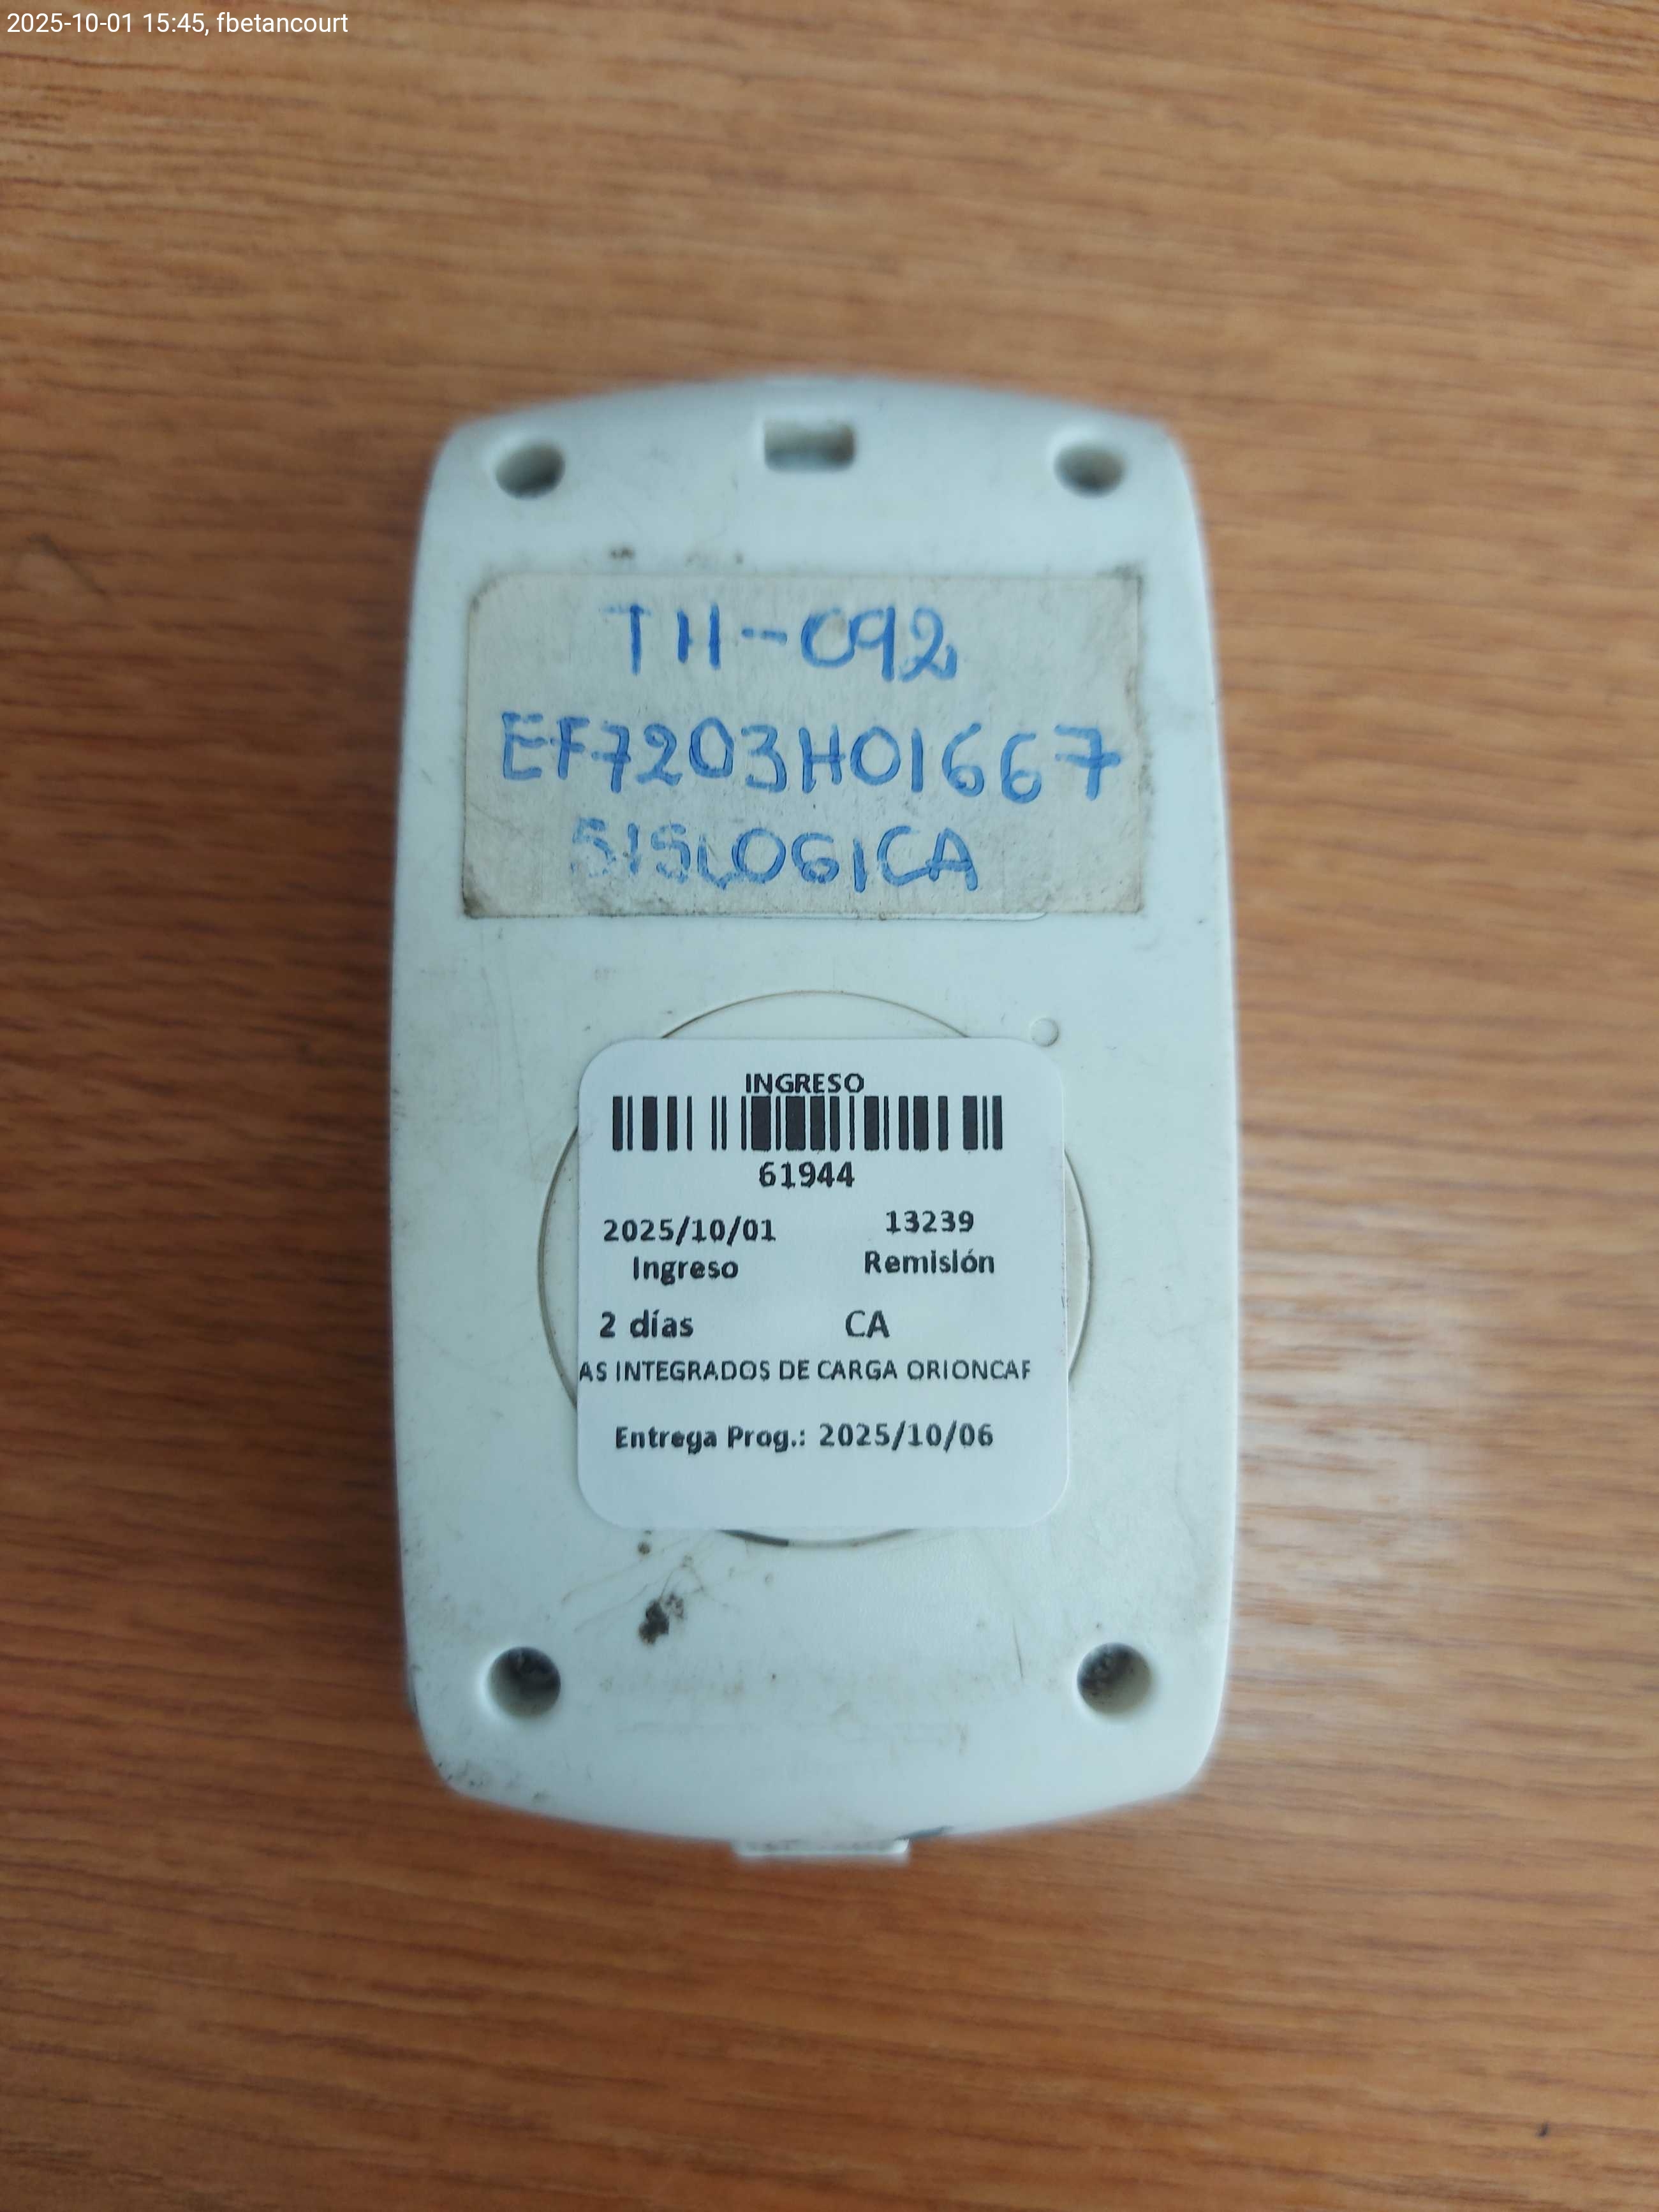 2025-10-01 15:45, fbetancourt
TH-092
EF7203H01667
SISLOGICA
INGRESO
61944
2025/10/01 13239
Ingreso Remisión
2 días CA
AS INTEGRADOS DE CARGA ORIONCAR
Entrega Prog.: 2025/10/06